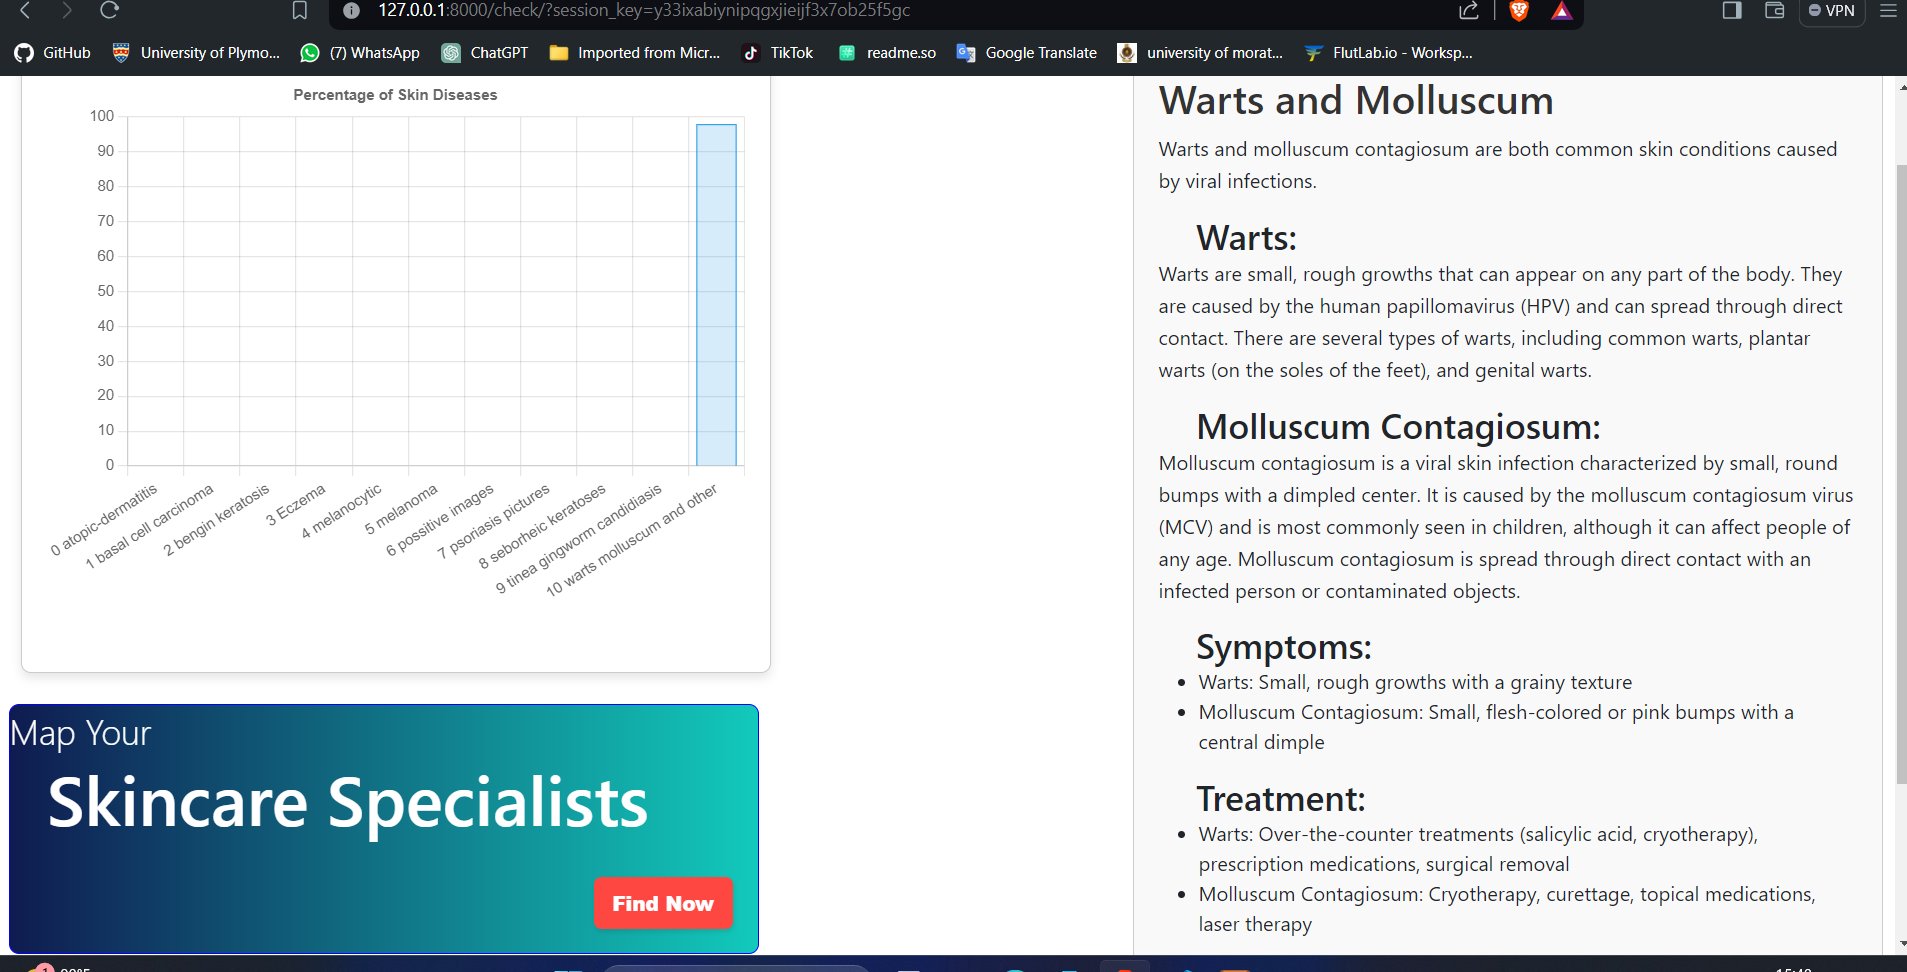 127.0.0.1:8000/check/?session_key=y33ixabiynipqgxjieijf3x7ob25f5gc
VPN
GitHub
University of Plymo...
(7) WhatsApp
ChatGPT
Imported from Micr...
TikTok
readme.so
Google Translate
university of morat...
FlutLab.io - Worksp...
Percentage of Skin Diseases
100
90
80
70
60
50
40
30
20
10
0
0 atopic-dermatitis
1 basal cell carcinoma
2 bengin keratosis
3 Eczema
4 melanocytic
5 melanoma
6 possitive images
7 psoriasis pictures
8 seborheic keratoses
9 tinea gingworm candidiasis
10 warts molluscum and other
Map Your
Skincare Specialists
Find Now
Warts and Molluscum
Warts and molluscum contagiosum are both common skin conditions caused
by viral infections.
Warts:
Warts are small, rough growths that can appear on any part of the body. They
are caused by the human papillomavirus (HPV) and can spread through direct
contact. There are several types of warts, including common warts, plantar
warts (on the soles of the feet), and genital warts.
Molluscum Contagiosum:
Molluscum contagiosum is a viral skin infection characterized by small, round
bumps with a dimpled center. It is caused by the molluscum contagiosum virus
(MCV) and is most commonly seen in children, although it can affect people of
any age. Molluscum contagiosum is spread through direct contact with an
infected person or contaminated objects.
Symptoms:
Warts: Small, rough growths with a grainy texture
Molluscum Contagiosum: Small, flesh-colored or pink bumps with a
central dimple
Treatment:
Warts: Over-the-counter treatments (salicylic acid, cryotherapy),
prescription medications, surgical removal
Molluscum Contagiosum: Cryotherapy, curettage, topical medications,
laser therapy